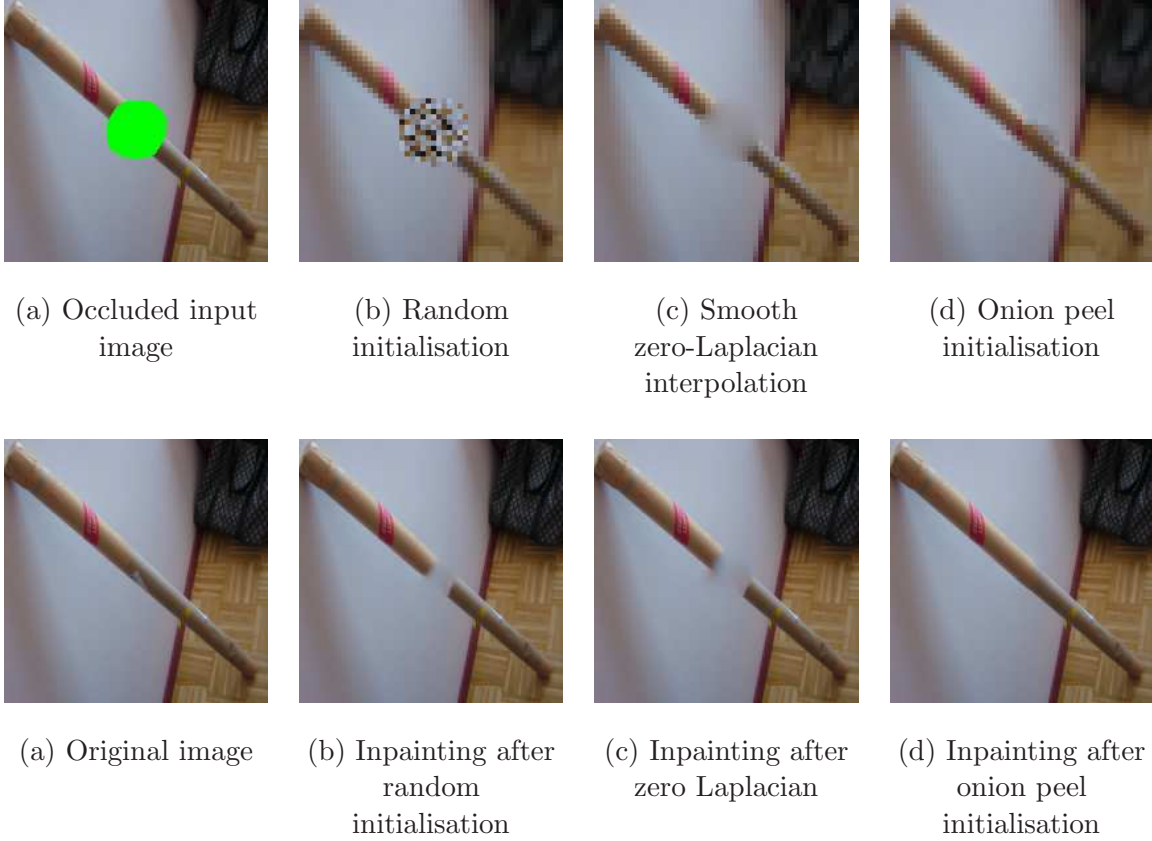 (a) Occluded input
image
(b) Random
initialisation
(c) Smooth
zero-Laplacian
interpolation
(d) Onion peel
initialisation
(a) Original image
(b) Inpainting after
random
initialisation
(c) Inpainting after
zero Laplacian
(d) Inpainting after
onion peel
initialisation